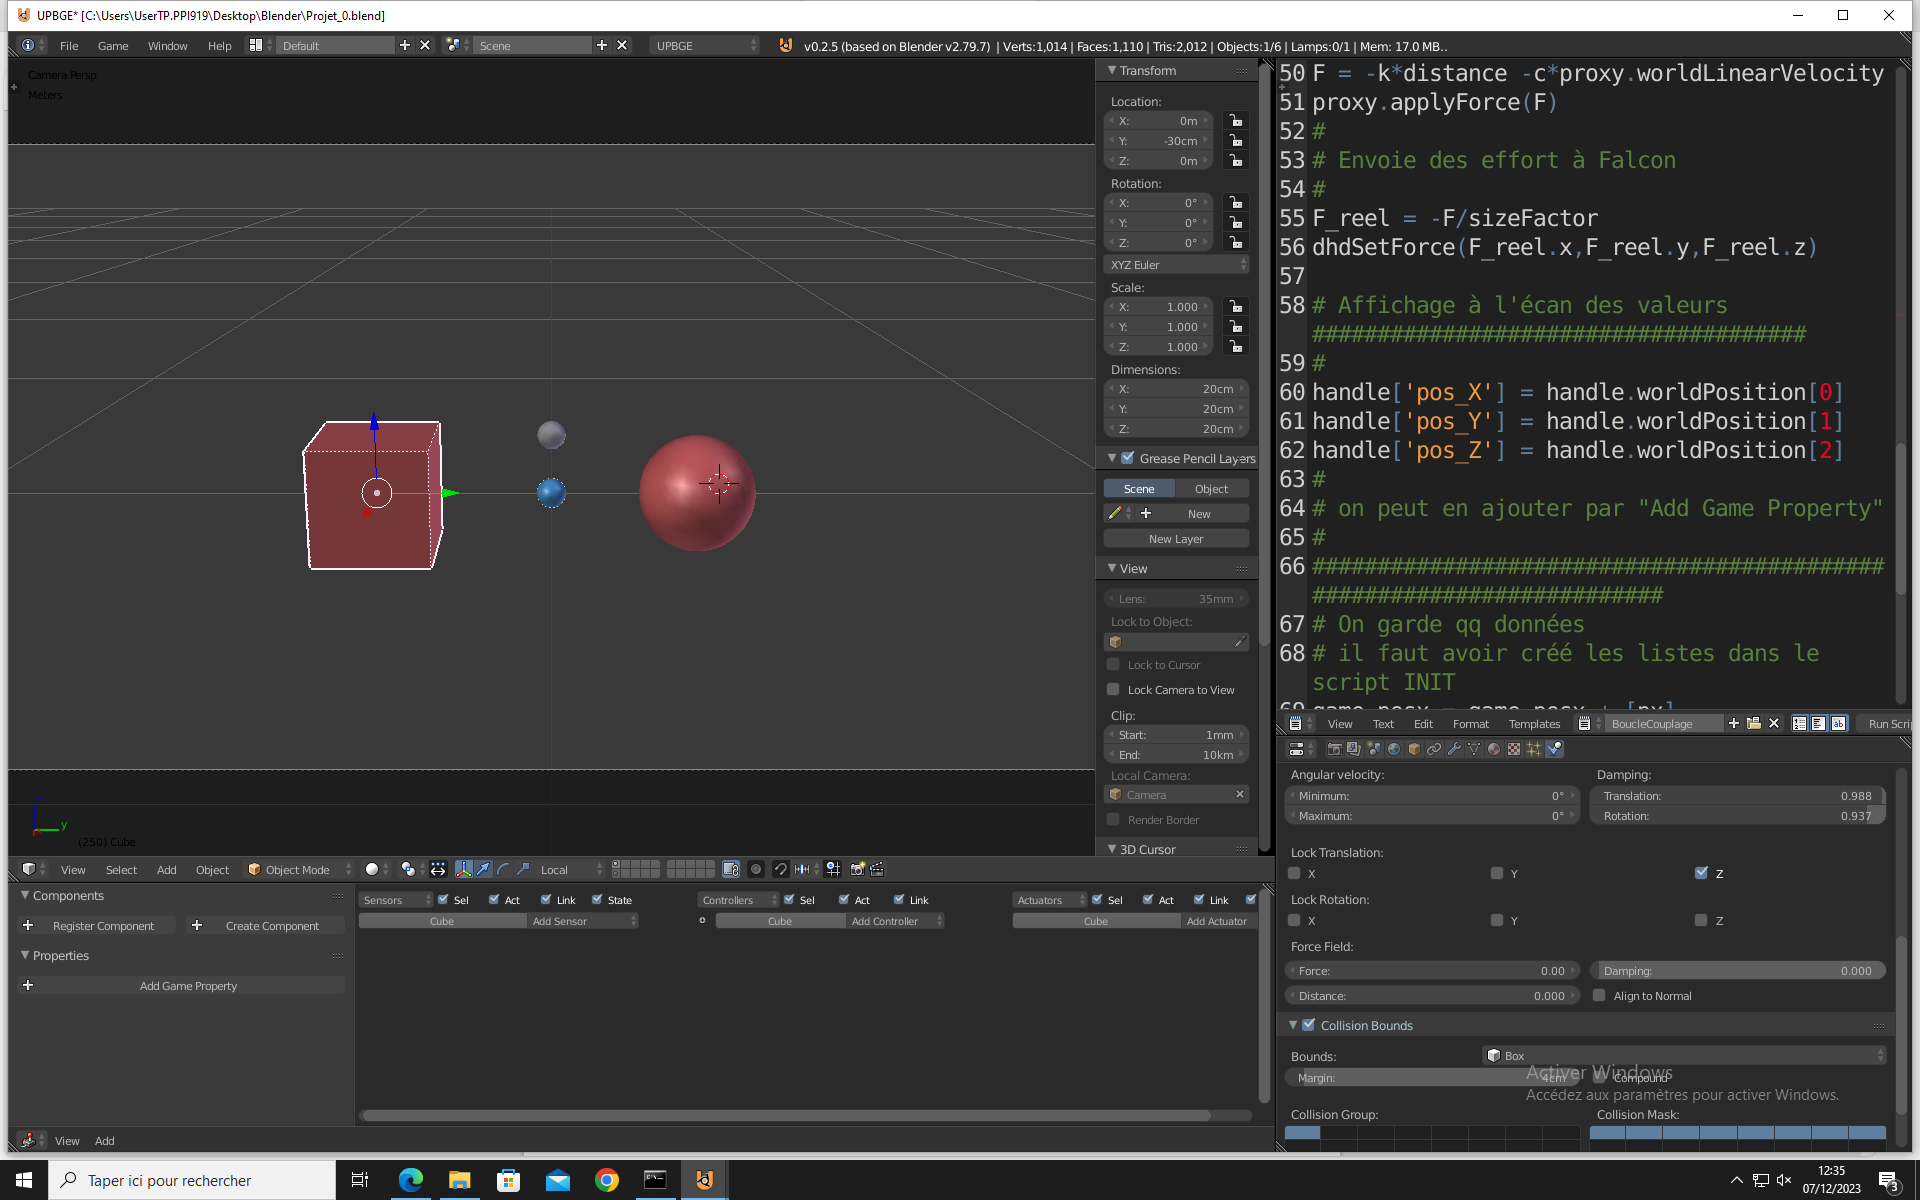 UPBGE* [C:\Users\UserTP.PPI919\Desktop\Blender\Projet_0.blend]
File Game Window Help Default Scene UPBGE v0.2.5 (based on Blender v2.79.7) | Verts:1,014 | Faces:1,110 | Tris:2,012 | Objects:1/6 | Lamps:0/1 | Mem: 17.0 MB..
Camera Persp
Meters
(250) Cube
Transform
Location:
X: 0m
Y: -30cm
Z: 0m
Rotation:
X: 0°
Y: 0°
Z: 0°
XYZ Euler
Scale:
X: 1.000
Y: 1.000
Z: 1.000
Dimensions:
X: 20cm
Y: 20cm
Z: 20cm
Grease Pencil Layers
Scene Object
New
New Layer
View
Lens: 35mm
Lock to Object:
Lock to Cursor
Lock Camera to View
Clip:
Start: 1mm
End: 10km
Local Camera:
Camera
Render Border
3D Cursor
50 F = -k*distance -c*proxy.worldLinearVelocity
51 proxy.applyForce(F)
52 #
53 # Envoie des effort à Falcon
54 #
55 F_reel = -F/sizeFactor
56 dhdSetForce(F_reel.x,F_reel.y,F_reel.z)
57
58 # Affichage à l'écan des valeurs
######################################
59 #
60 handle['pos_X'] = handle.worldPosition[0]
61 handle['pos_Y'] = handle.worldPosition[1]
62 handle['pos_Z'] = handle.worldPosition[2]
63 #
64 # on peut en ajouter par "Add Game Property"
65 #
66 ############################################
###########################
67 # On garde qq données
68 # il faut avoir créé les listes dans le
script INIT
69 game.posx = game.posx + [px]
View Text Edit Format Templates BoucleCouplage Run Scri
View Select Add Object Object Mode Local
Components
Register Component Create Component
Properties
Add Game Property
Sensors Sel Act Link State Controllers Sel Act Link Actuators Sel Act Link
Cube Add Sensor Cube Add Controller Cube Add Actuator
View Add
Angular velocity: Damping:
Minimum: 0° Translation: 0.988
Maximum: 0° Rotation: 0.937
Lock Translation:
X Y Z
Lock Rotation:
X Y Z
Force Field:
Force: 0.00 Damping: 0.000
Distance: 0.000 Align to Normal
Collision Bounds
Bounds: Box
Margin: 4cm Compound
Activer Windows
Accédez aux paramètres pour activer Windows.
Collision Group: Collision Mask:
Taper ici pour rechercher
12:35
07/12/2023
3